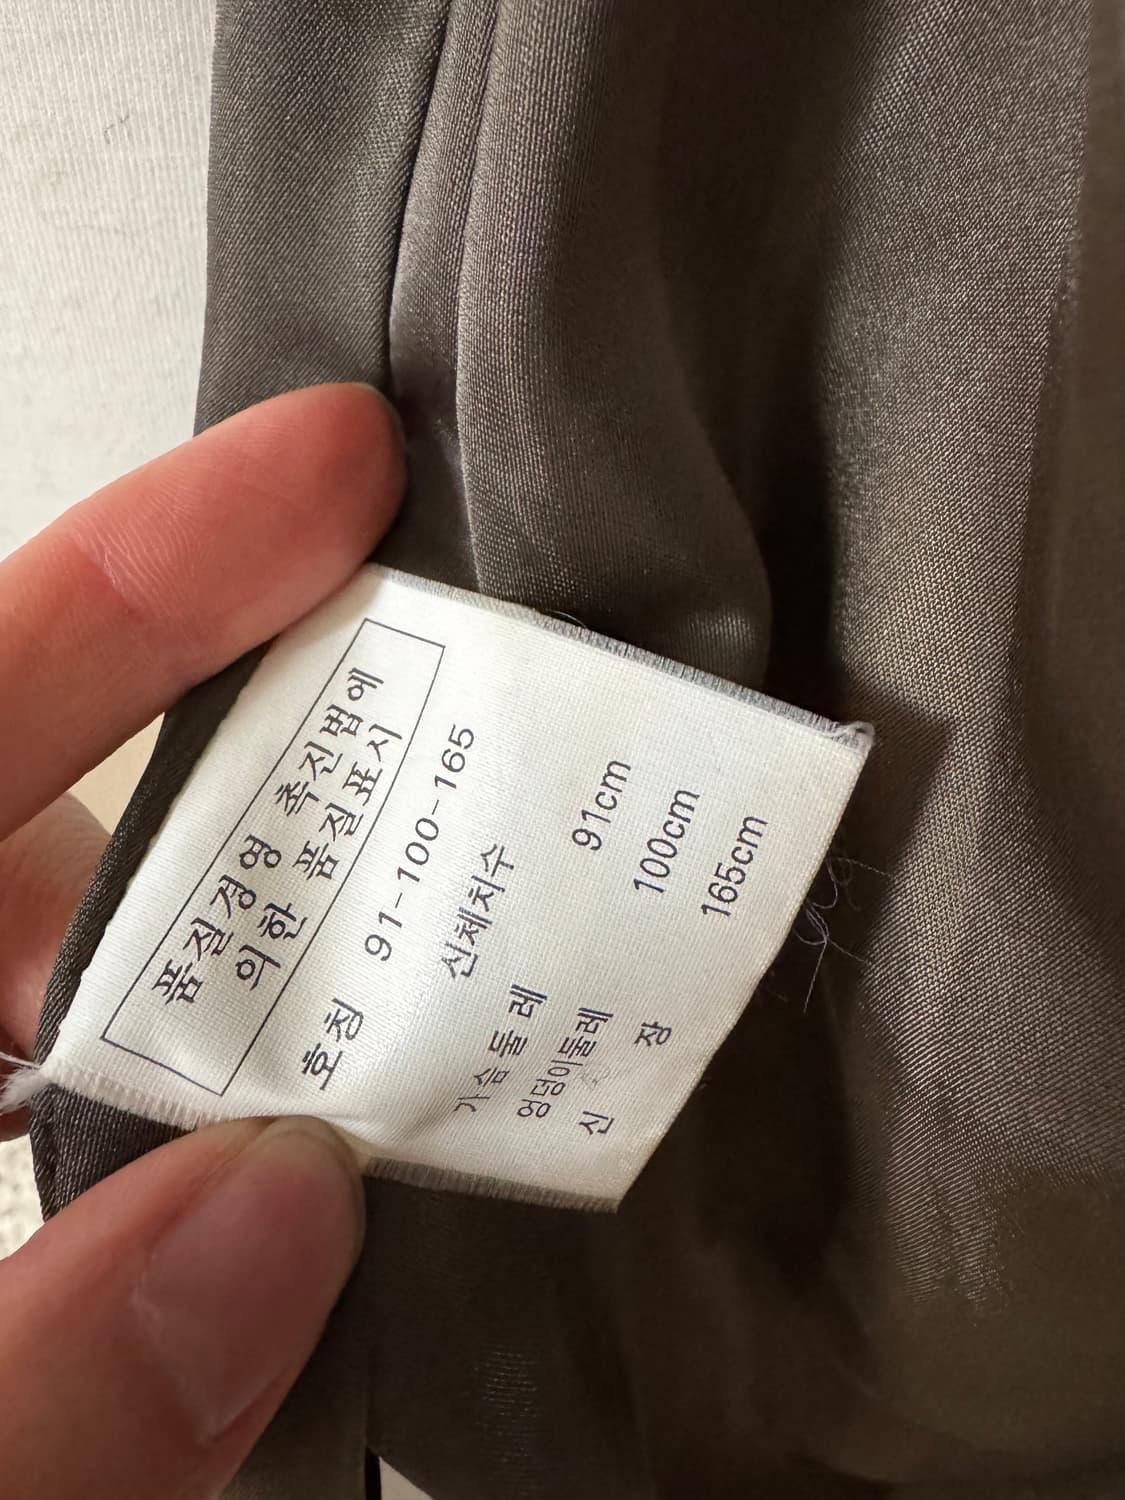 품질경영 촉진법에
의한 품질표시
호칭 91-100-165
신체치수
가슴둘레 91cm
엉덩이둘레 100cm
신 장 165cm